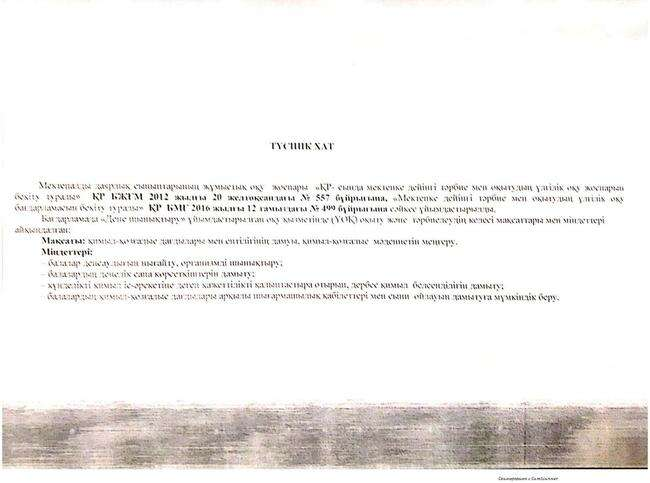 ТҮСІНІК ХАТ
Мектепалды даярлық сыныптарының жұмыстық оқу жоспары «ҚР- сында мектепке дейінгі тәрбие мен оқытудың үлгілік оқу жоспарын
бекіту туралы» ҚР БЖҒМ 2012 жылғы 20 желтоқсандағы № 557 бұйрығына, «Мектепке дейінгі тәрбие мен оқытудың үлгілік оқу
бағдарламасын бекіту туралы» ҚР БМҒ 2016 жылғы 12 тамыздағы № 499 бұйрығына сәйкес ұйымдастырылды.
Бағдарламада «Дене шынықтыру» ұйымдастырылған оқу қызметінде (ҰОҚ) оқыту және тәрбиелеудің келесі мақсаттары мен міндеттері
айқындалған:
Мақсаты: қимыл-қозғалыс дағдылары мен ептілігінің дамуы, қимыл-қозғалыс мәдениетін меңгеру.
Міндеттері:
– балалар денсаулығын нығайту, организмді шынықтыру;
– балалардың денелік сапа көрсеткіштерін дамыту;
– күнделікті қимыл іс-әрекетіне деген қажеттілікті қалыптастыра отырып, дербес қимыл белсенділігін дамыту;
– балалардың қимыл-қозғалыс дағдылары арқылы шығармашылық қабілеттері мен сыни ойлауын дамытуға мүмкіндік беру.
Сканировано с CamScanner